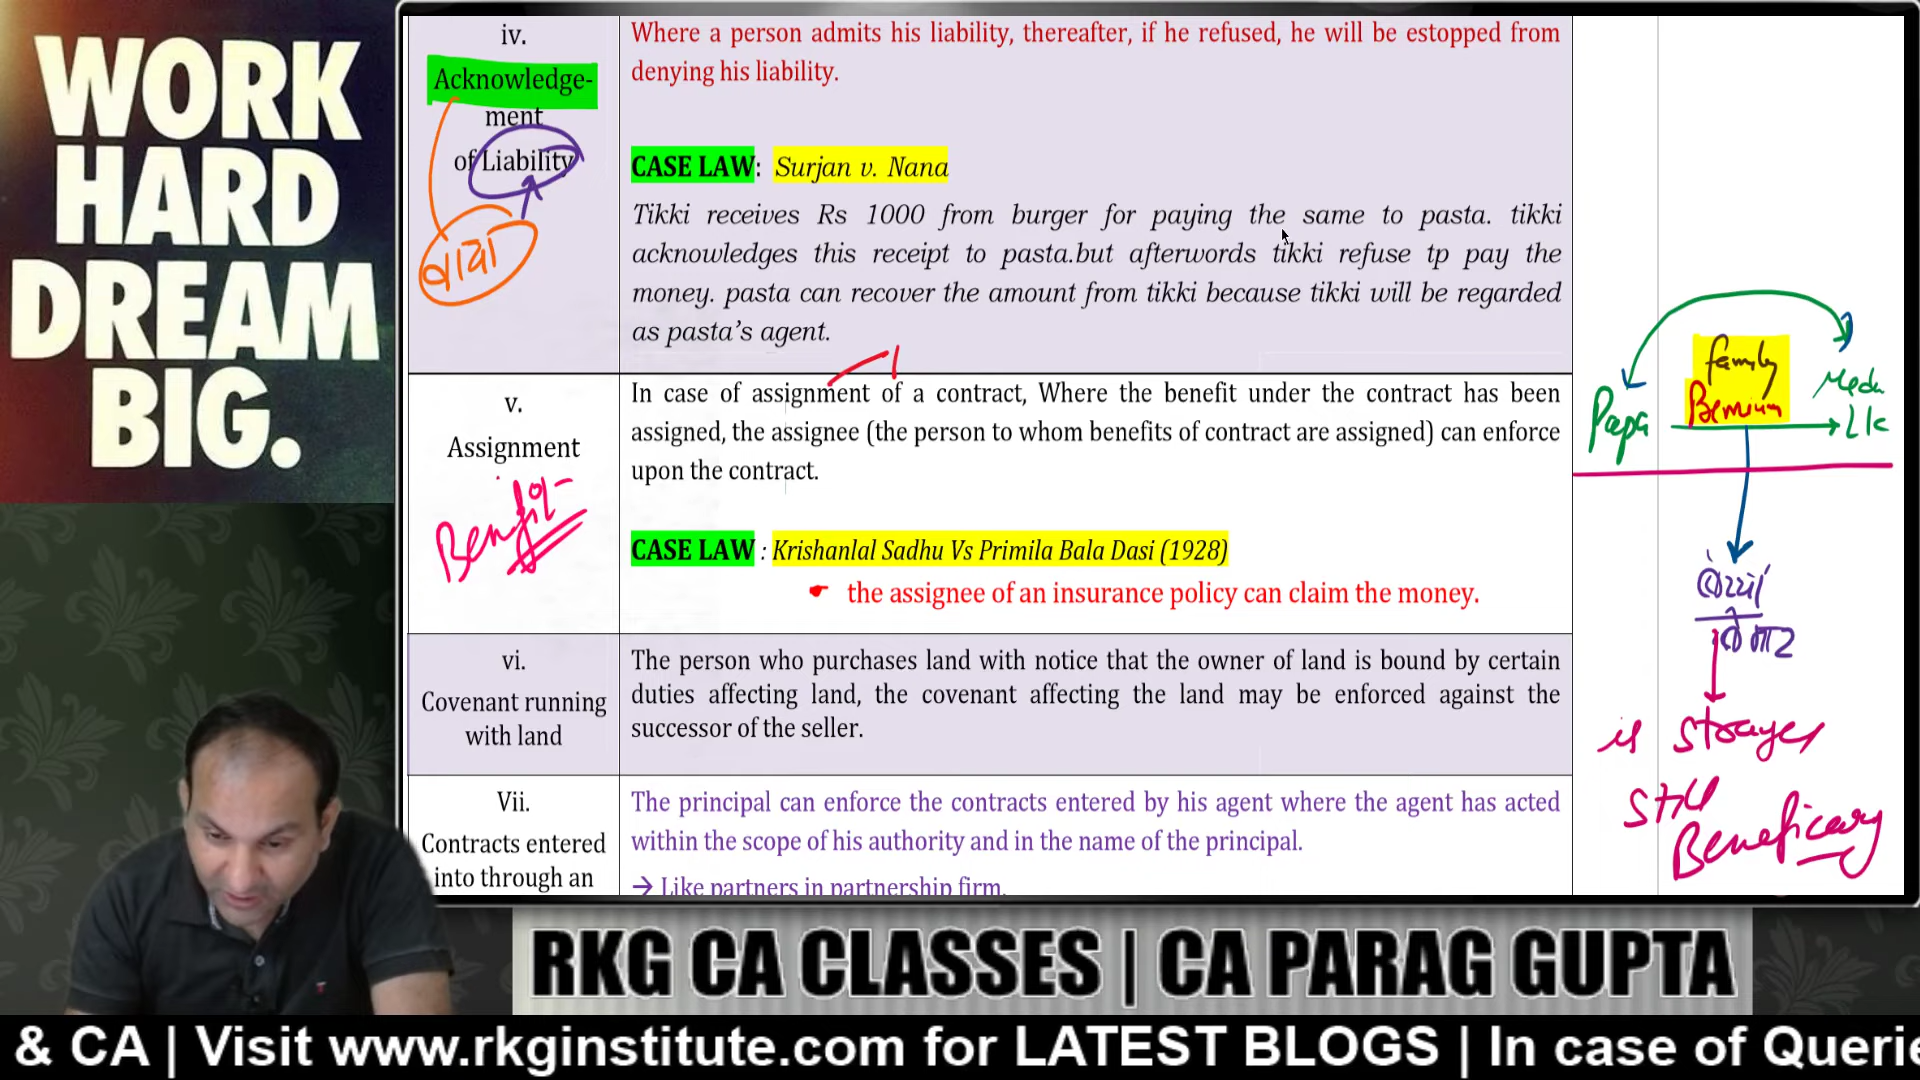 WORK
HARD
DREAM
BIG.
iv.
Acknowledge-
ment
of Liability
वादा
Where a person admits his liability, thereafter, if he refused, he will be estopped from
denying his liability.
CASE LAW: Surjan v. Nana
Tikki receives Rs 1000 from burger for paying the same to pasta. tikki
acknowledges this receipt to pasta.but afterwords tikki refuse tp pay the
money. pasta can recover the amount from tikki because tikki will be regarded
as pasta's agent.
v.
Assignment
Benefit
In case of assignment of a contract, Where the benefit under the contract has been
assigned, the assignee (the person to whom benefits of contract are assigned) can enforce
upon the contract.
CASE LAW : Krishanlal Sadhu Vs Primila Bala Dasi (1928)
☛ the assignee of an insurance policy can claim the money.
vi.
Covenant running
with land
The person who purchases land with notice that the owner of land is bound by certain
duties affecting land, the covenant affecting the land may be enforced against the
successor of the seller.
Vii.
Contracts entered
into through an
The principal can enforce the contracts entered by his agent where the agent has acted
within the scope of his authority and in the name of the principal.
→ Like partners in partnership firm.
family
Papa
is
Still
RKG CA CLASSES | CA PARAG GUPTA
& CA | Visit www.rkginstitute.com for LATEST BLOGS | In case of Querie